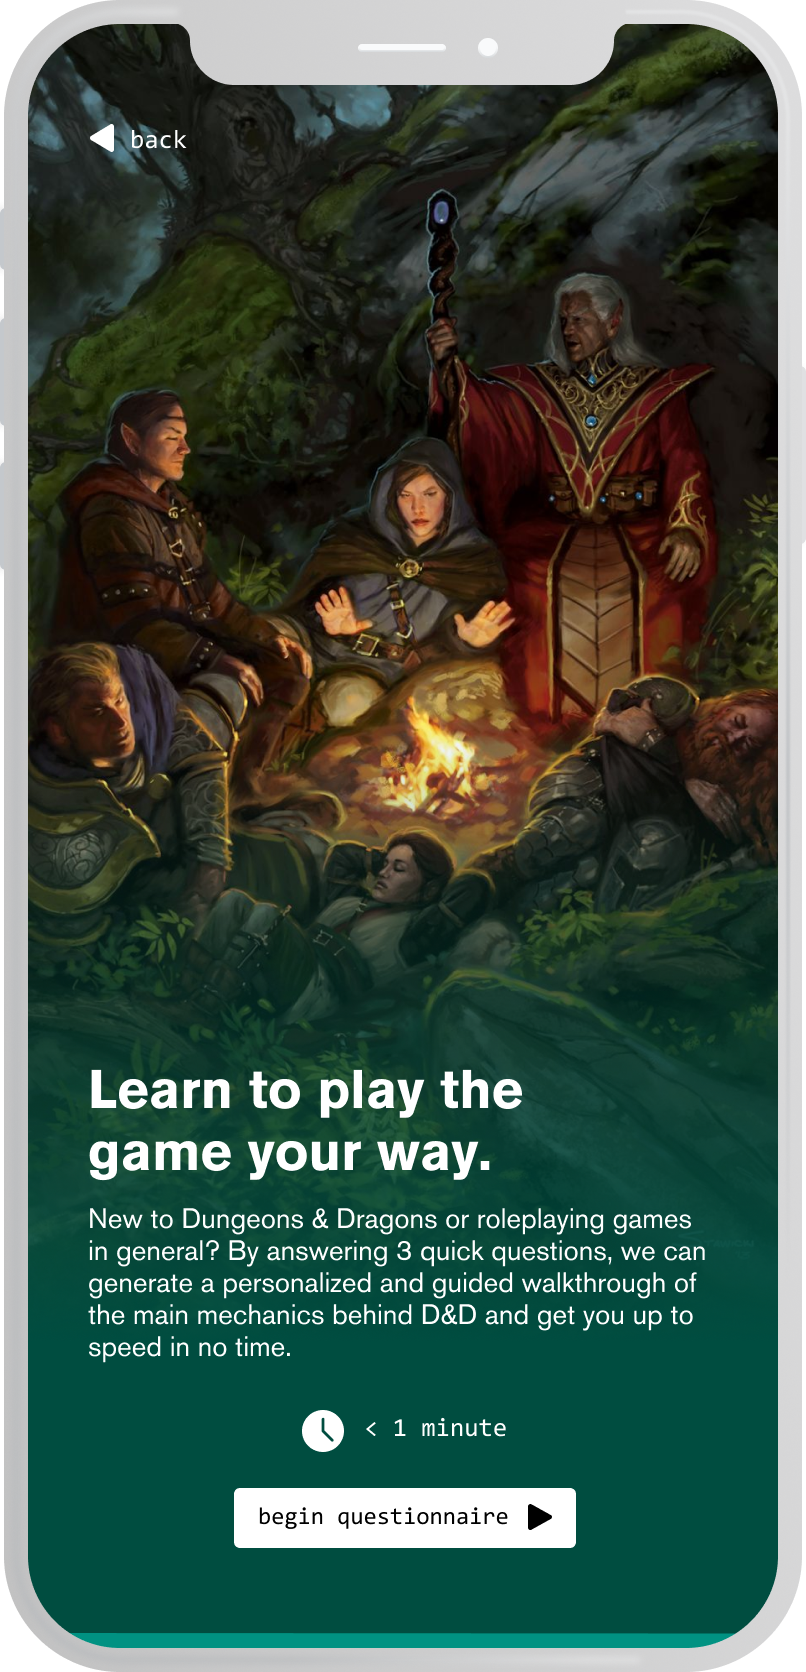 back
Learn to play the
game your way.
New to Dungeons & Dragons or roleplaying games
in general? By answering 3 quick questions, we can
generate a personalized and guided walkthrough of
the main mechanics behind D&D and get you up to
speed in no time.
< 1 minute
begin questionnaire